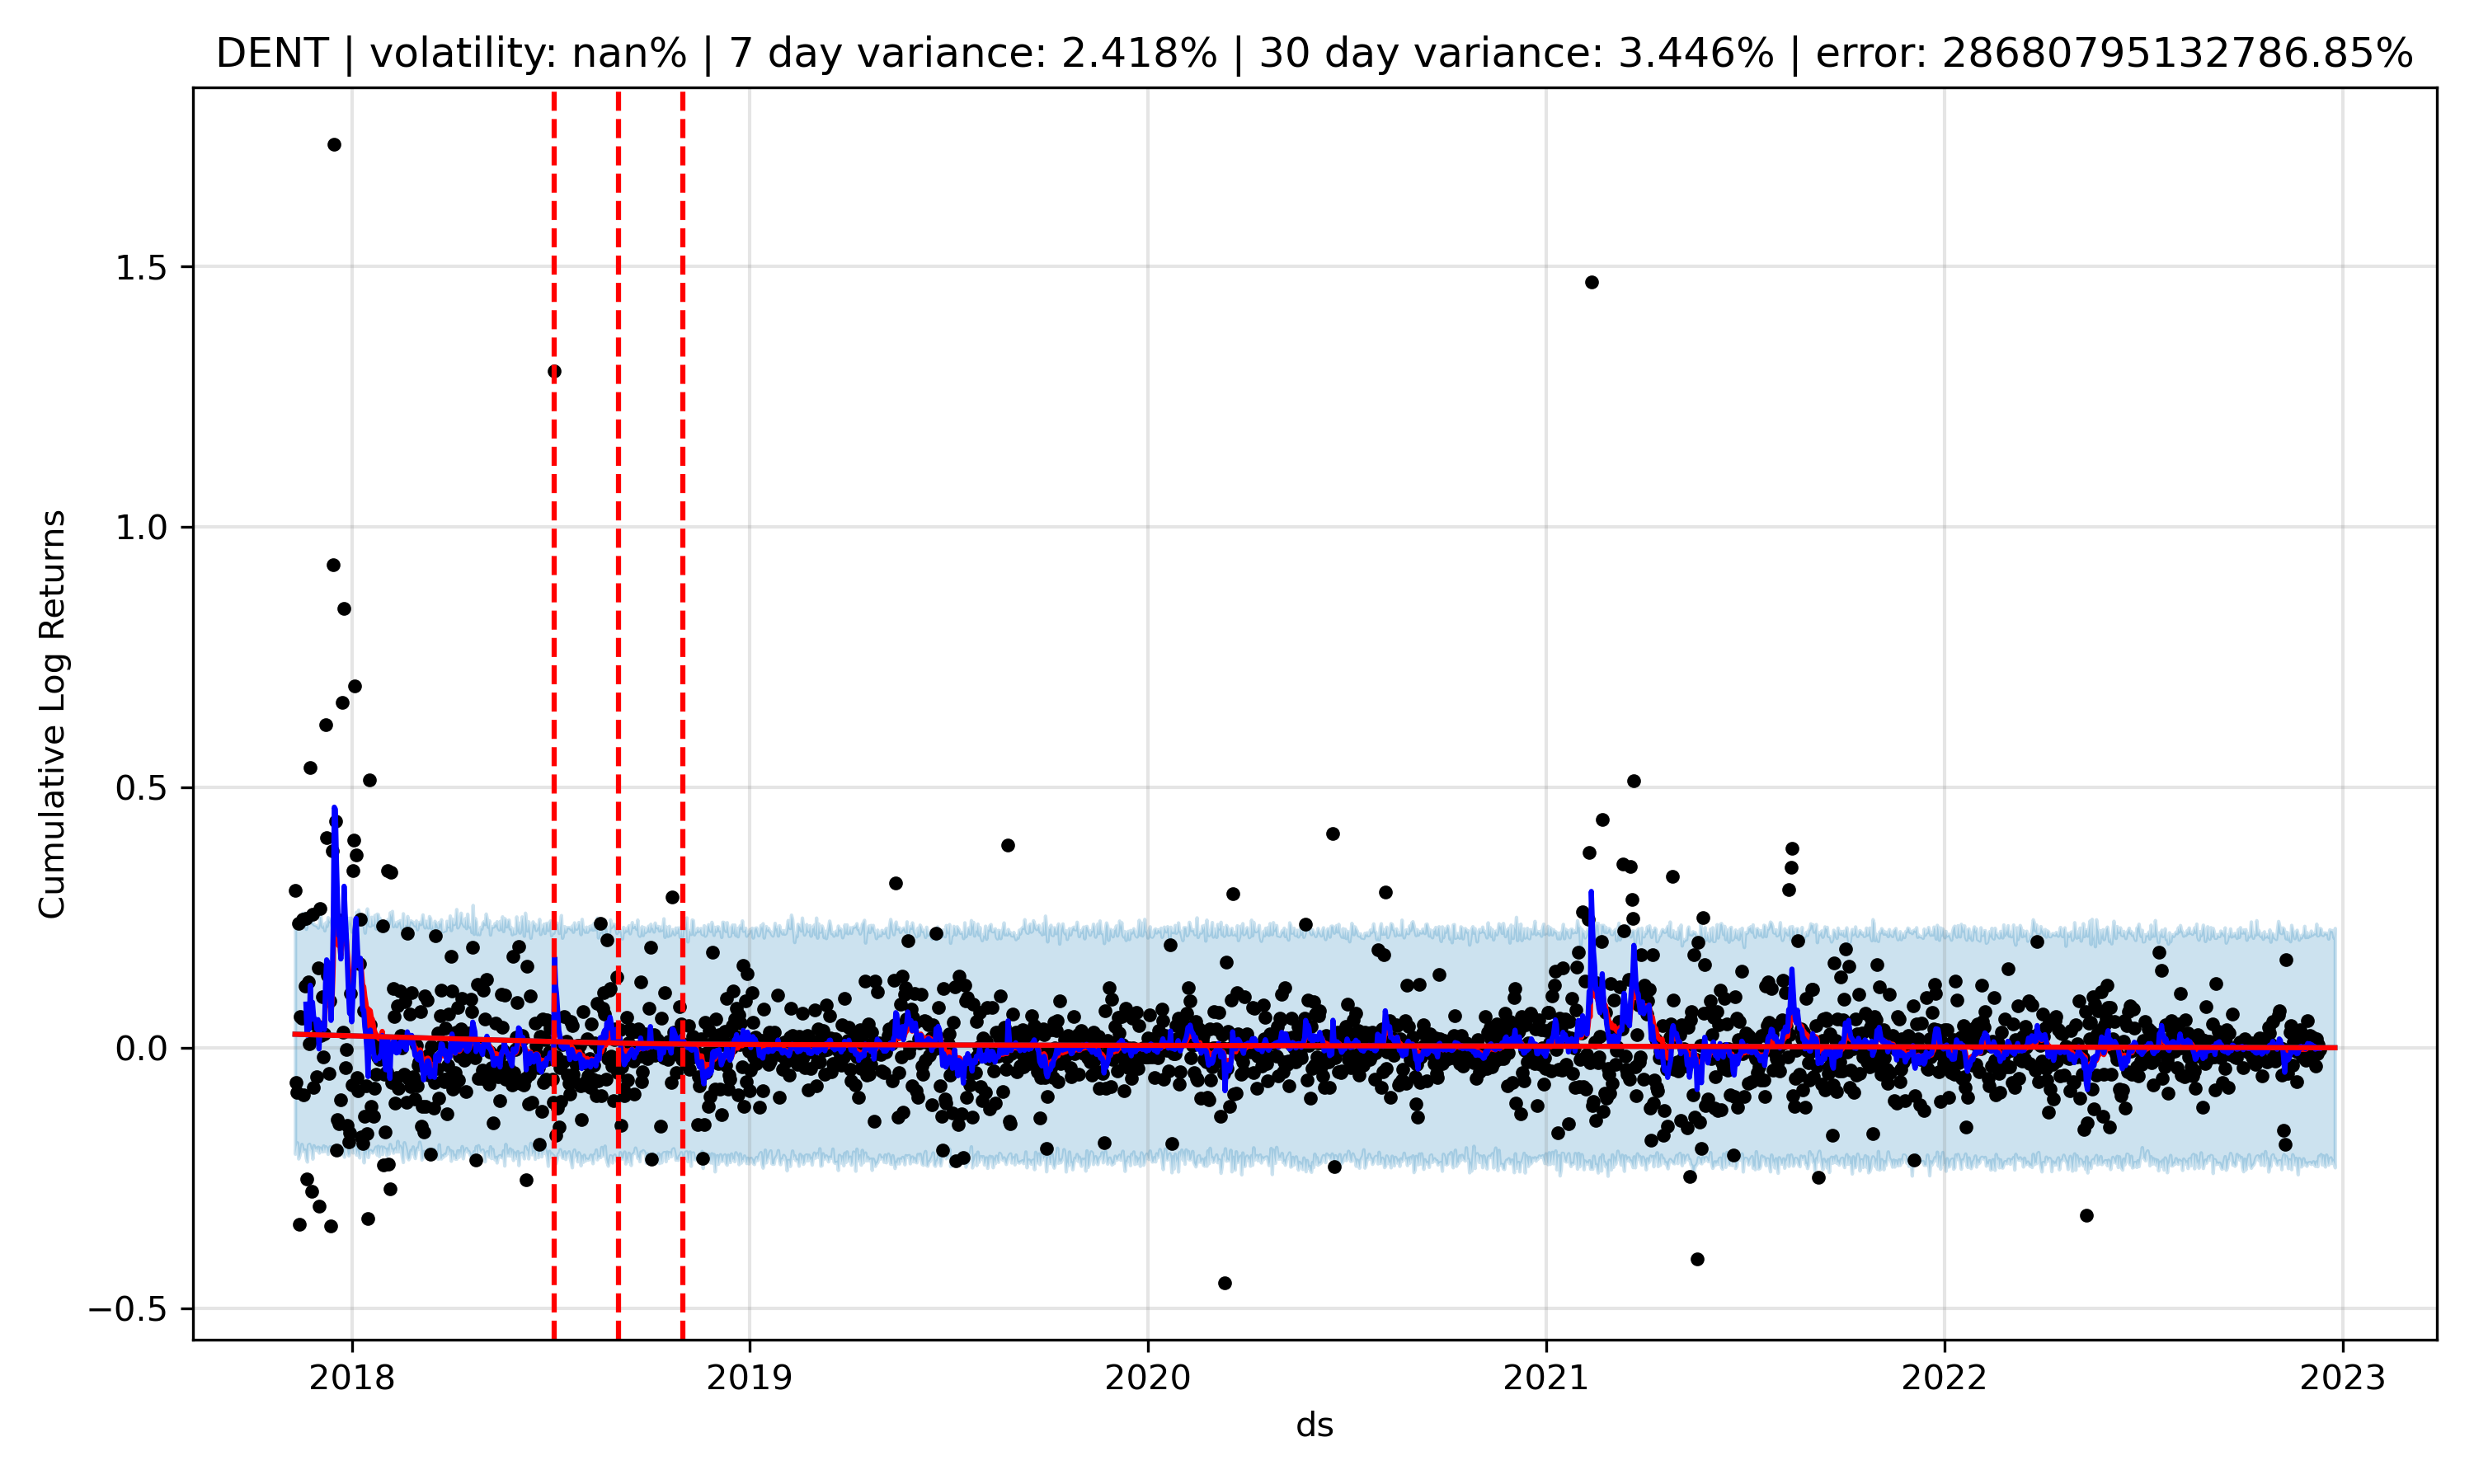 DENT | volatility: nan% | 7 day variance: 2.418% | 30 day variance: 3.446% | error: 28680795132786.85%
Cumulative Log Returns
1.5
1.0
0.5
0.0
−0.5
2018 2019 2020 2021 2022 2023
ds